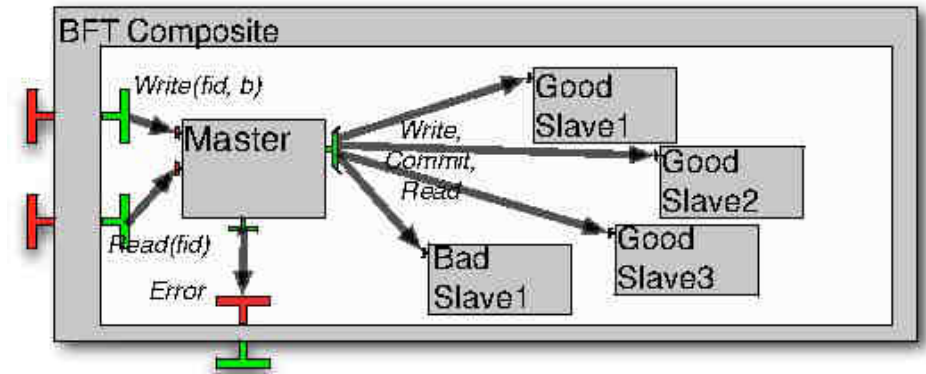 BFT Composite
Write(fid, b)
Master
Write,
Commit,
Read
Good
Slave1
Good
Slave2
Good
Slave3
Bad
Slave1
Read(fid)
Error